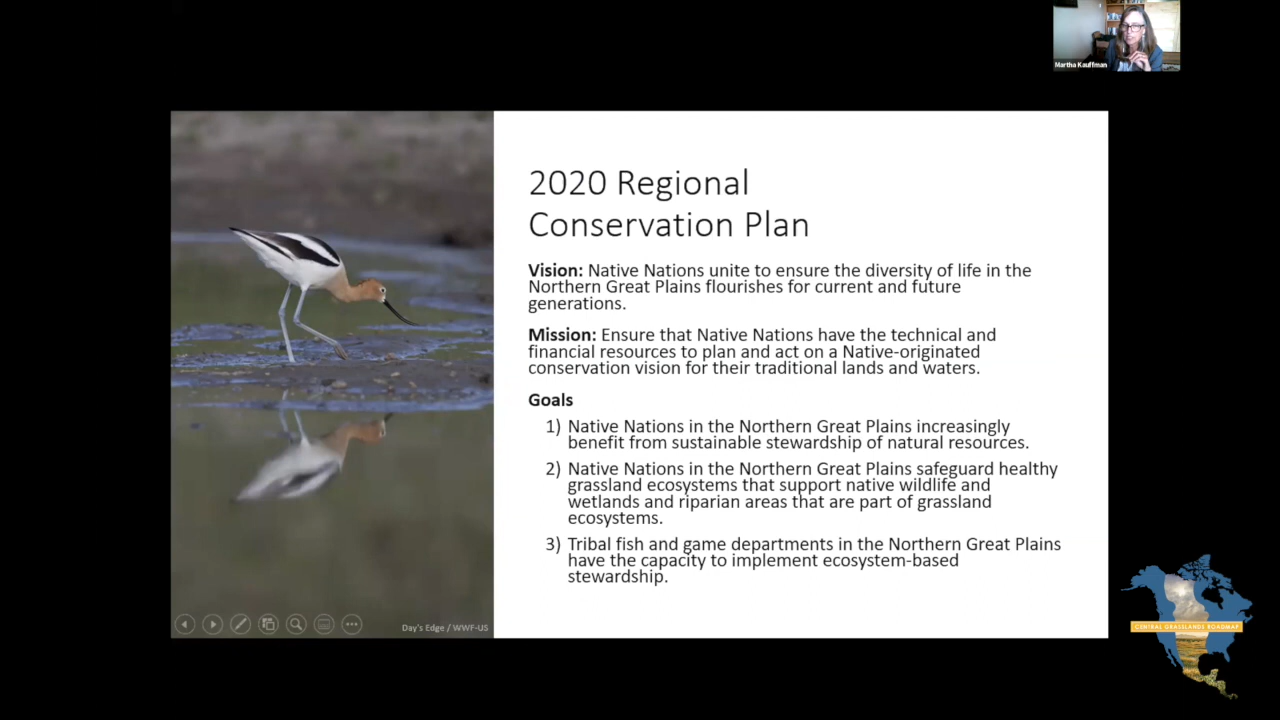 Martha Kauffman
2020 Regional
Conservation Plan
Vision: Native Nations unite to ensure the diversity of life in the
Northern Great Plains flourishes for current and future
generations.
Mission: Ensure that Native Nations have the technical and
financial resources to plan and act on a Native-originated
conservation vision for their traditional lands and waters.
Goals
1) Native Nations in the Northern Great Plains increasingly
benefit from sustainable stewardship of natural resources.
2) Native Nations in the Northern Great Plains safeguard healthy
grassland ecosystems that support native wildlife and
wetlands and riparian areas that are part of grassland
ecosystems.
3) Tribal fish and game departments in the Northern Great Plains
have the capacity to implement ecosystem-based
stewardship.
Day's Edge / WWF-US
CENTRAL GRASSLANDS ROADMAP